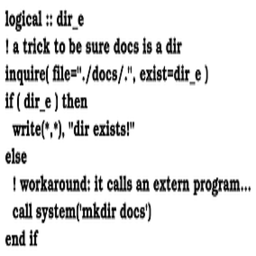 logical :: dir_e
! a trick to be sure docs is a dir
inquire( file="./docs/.", exist=dir_e )
if ( dir_e ) then
write(*,*), "dir exists!"
else
! workaround: it calls an extern program...
call system('mkdir docs')
end if